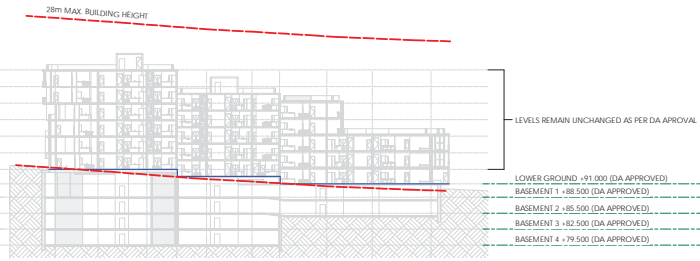 28m MAX. BUILDING HEIGHT
LEVELS REMAIN UNCHANGED AS PER DA APROVAL
LOWER GROUND +91.000 (DA APPROVED)
BASEMENT 1 +88.500 (DA APPROVED)
BASEMENT 2 +85.500 (DA APPROVED)
BASEMENT 3 +82.500 (DA APPROVED)
BASEMENT 4 +79.500 (DA APPROVED)